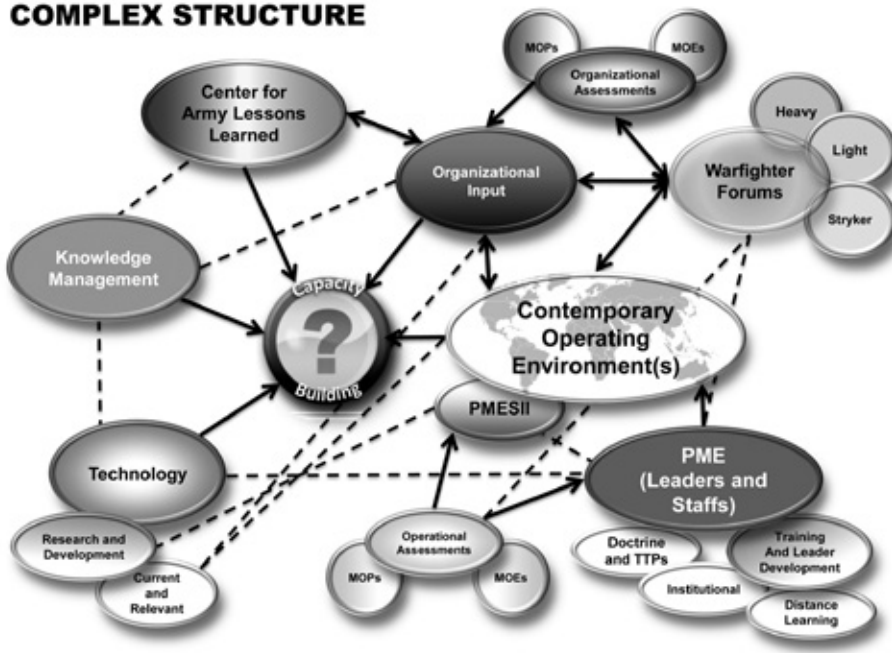 COMPLEX STRUCTURE
MOPs
MOEs
Organizational
Assessments
Center for
Army Lessons
Learned
Heavy
Light
Stryker
Warfighter
Forums
Organizational
Input
Knowledge
Management
Capacity
?
Building
Contemporary
Operating
Environment(s)
PMESII
Technology
Research and
Development
Current
and
Relevant
Operational
Assessments
MOPs
MOEs
PME
(Leaders and
Staffs)
Doctrine
and TTPs
Institutional
Training
And Leader
Development
Distance
Learning